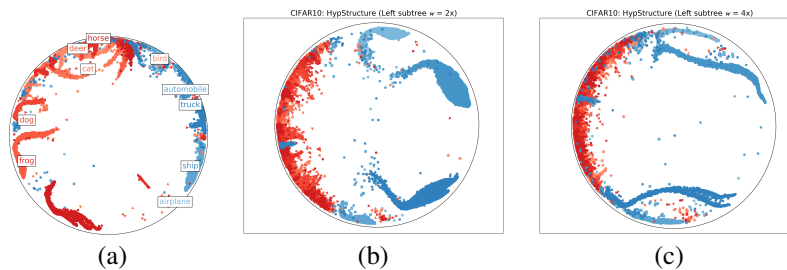 CIFAR10: HypStructure (Left subtree w = 2x)
CIFAR10: HypStructure (Left subtree w = 4x)
horse
deer
bird
cat
automobile
truck
dog
frog
ship
airplane
(a)
(b)
(c)